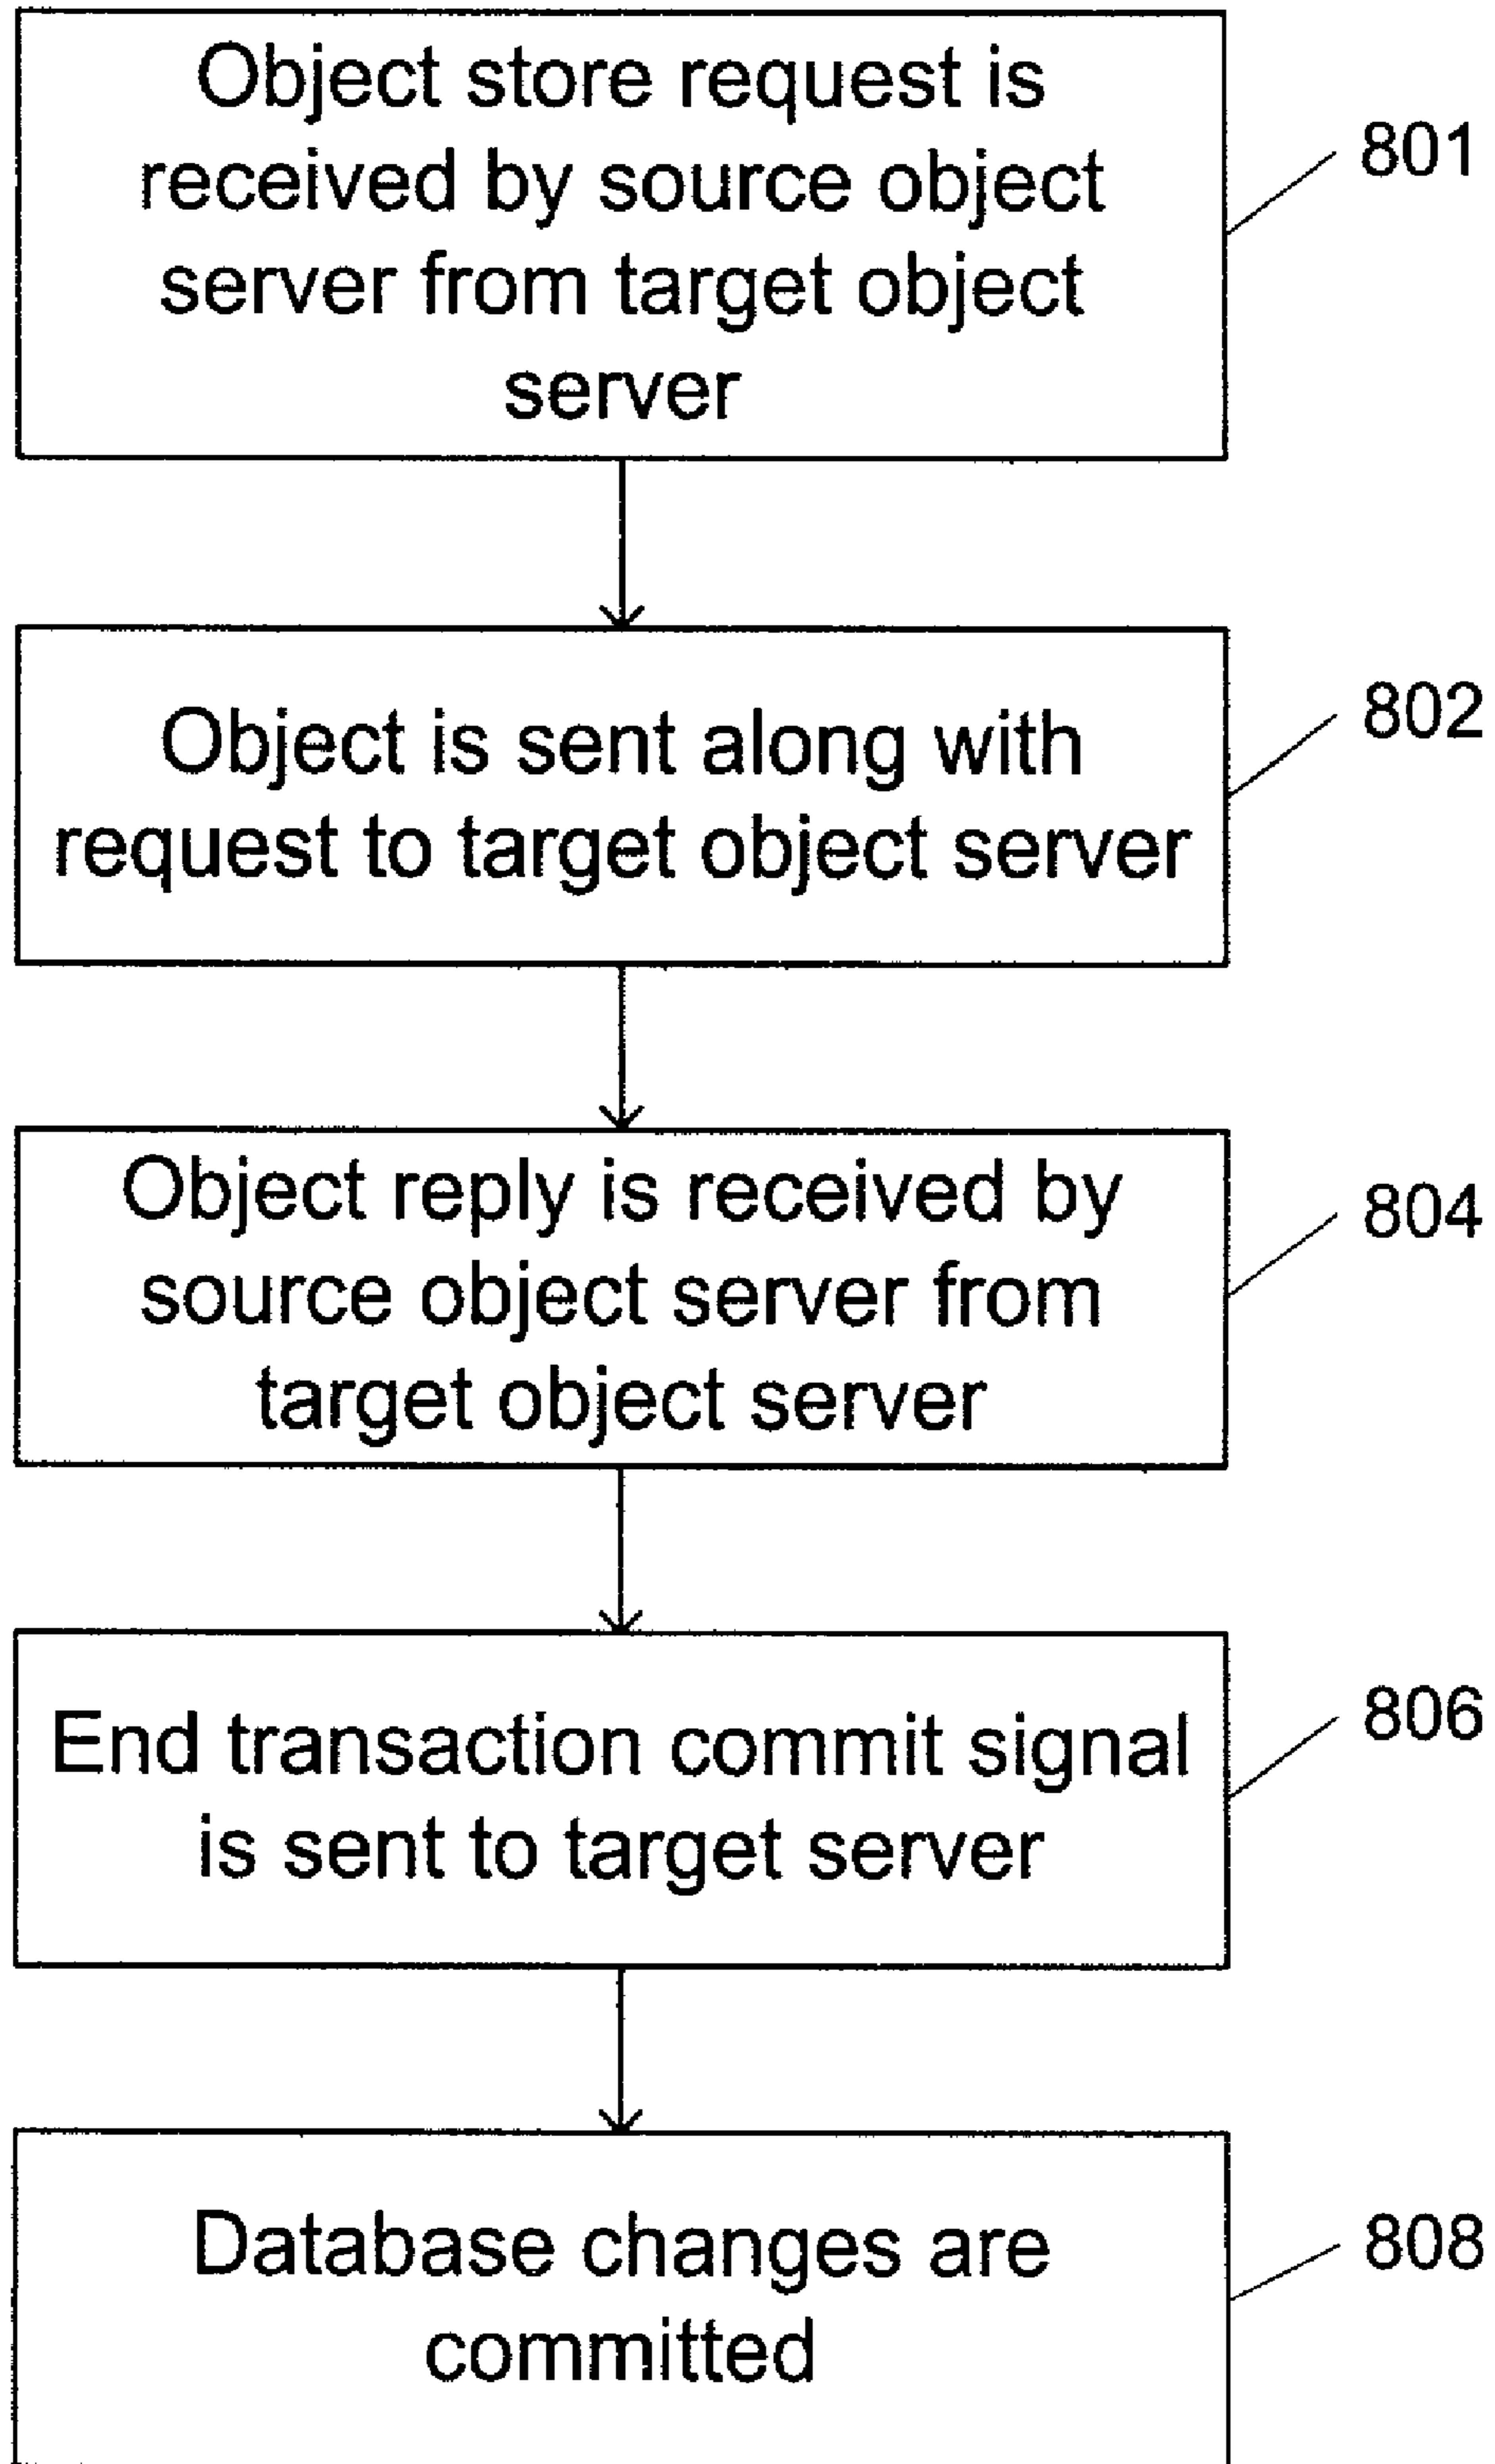 Object store request is
received by source object
server from target object
server
801
Object is sent along with
request to target object server
802
Object reply is received by
source object server from
target object server
804
End transaction commit signal
is sent to target server
806
Database changes are
committed
808